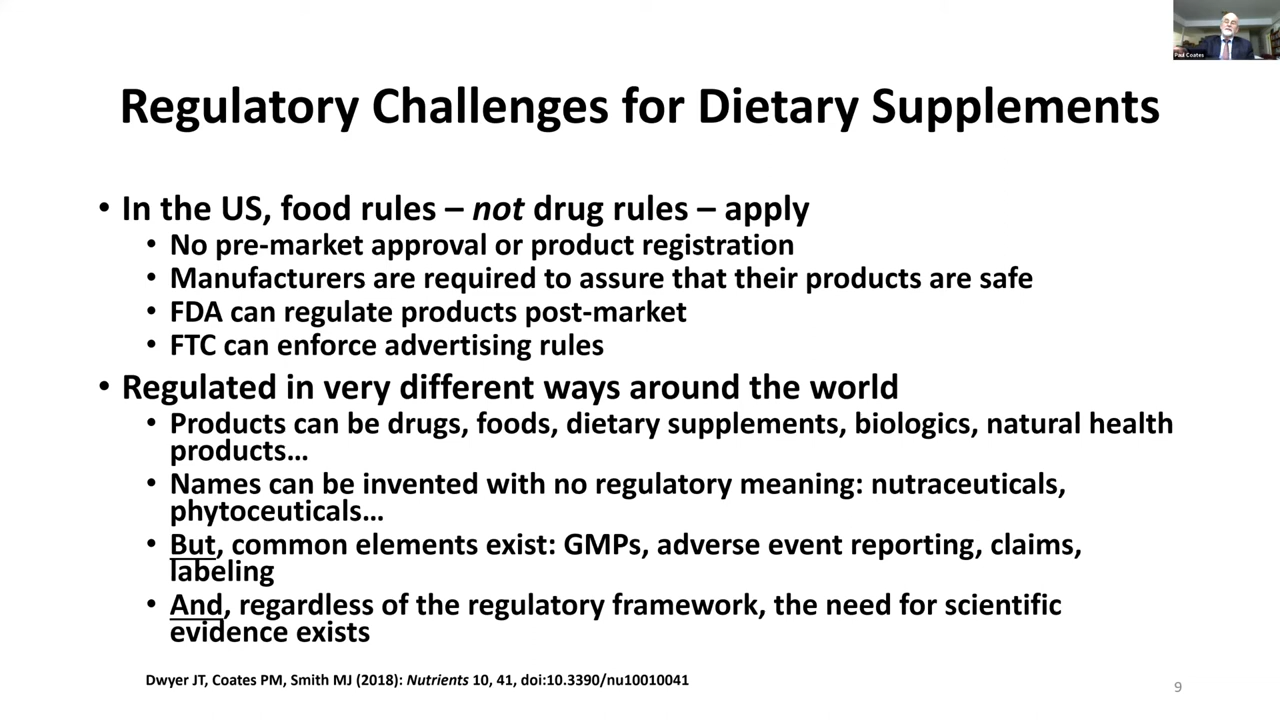 Paul Coates
Regulatory Challenges for Dietary Supplements
• In the US, food rules – not drug rules – apply
• No pre-market approval or product registration
• Manufacturers are required to assure that their products are safe
• FDA can regulate products post-market
• FTC can enforce advertising rules
• Regulated in very different ways around the world
• Products can be drugs, foods, dietary supplements, biologics, natural health
products…
• Names can be invented with no regulatory meaning: nutraceuticals,
phytoceuticals…
• But, common elements exist: GMPs, adverse event reporting, claims,
labeling
• And, regardless of the regulatory framework, the need for scientific
evidence exists
Dwyer JT, Coates PM, Smith MJ (2018): Nutrients 10, 41, doi:10.3390/nu10010041
9